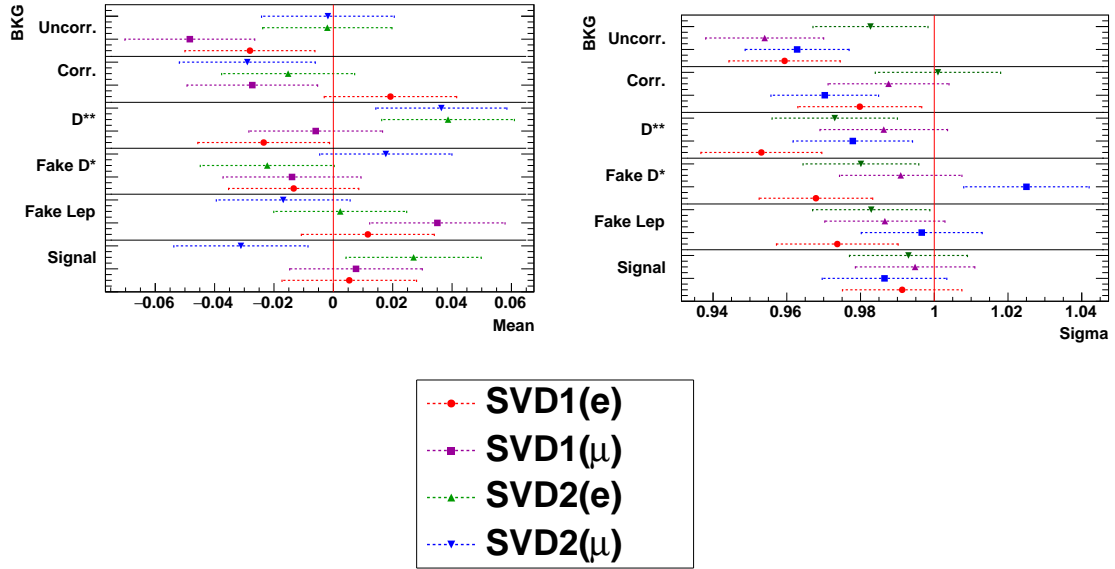 BKG
Uncorr.
Corr.
D**
Fake D*
Fake Lep
Signal
−0.06 −0.04 −0.02 0 0.02 0.04 0.06
Mean
BKG
Uncorr.
Corr.
D**
Fake D*
Fake Lep
Signal
0.94 0.96 0.98 1 1.02 1.04
Sigma
SVD1(e)
SVD1(μ)
SVD2(e)
SVD2(μ)